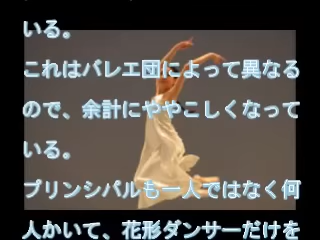 いる。
これはバレエ団によって異なる
ので、余計にややこしくなって
いる。
プリンシパルも一人ではなく何
人かいて、花形ダンサーだけを